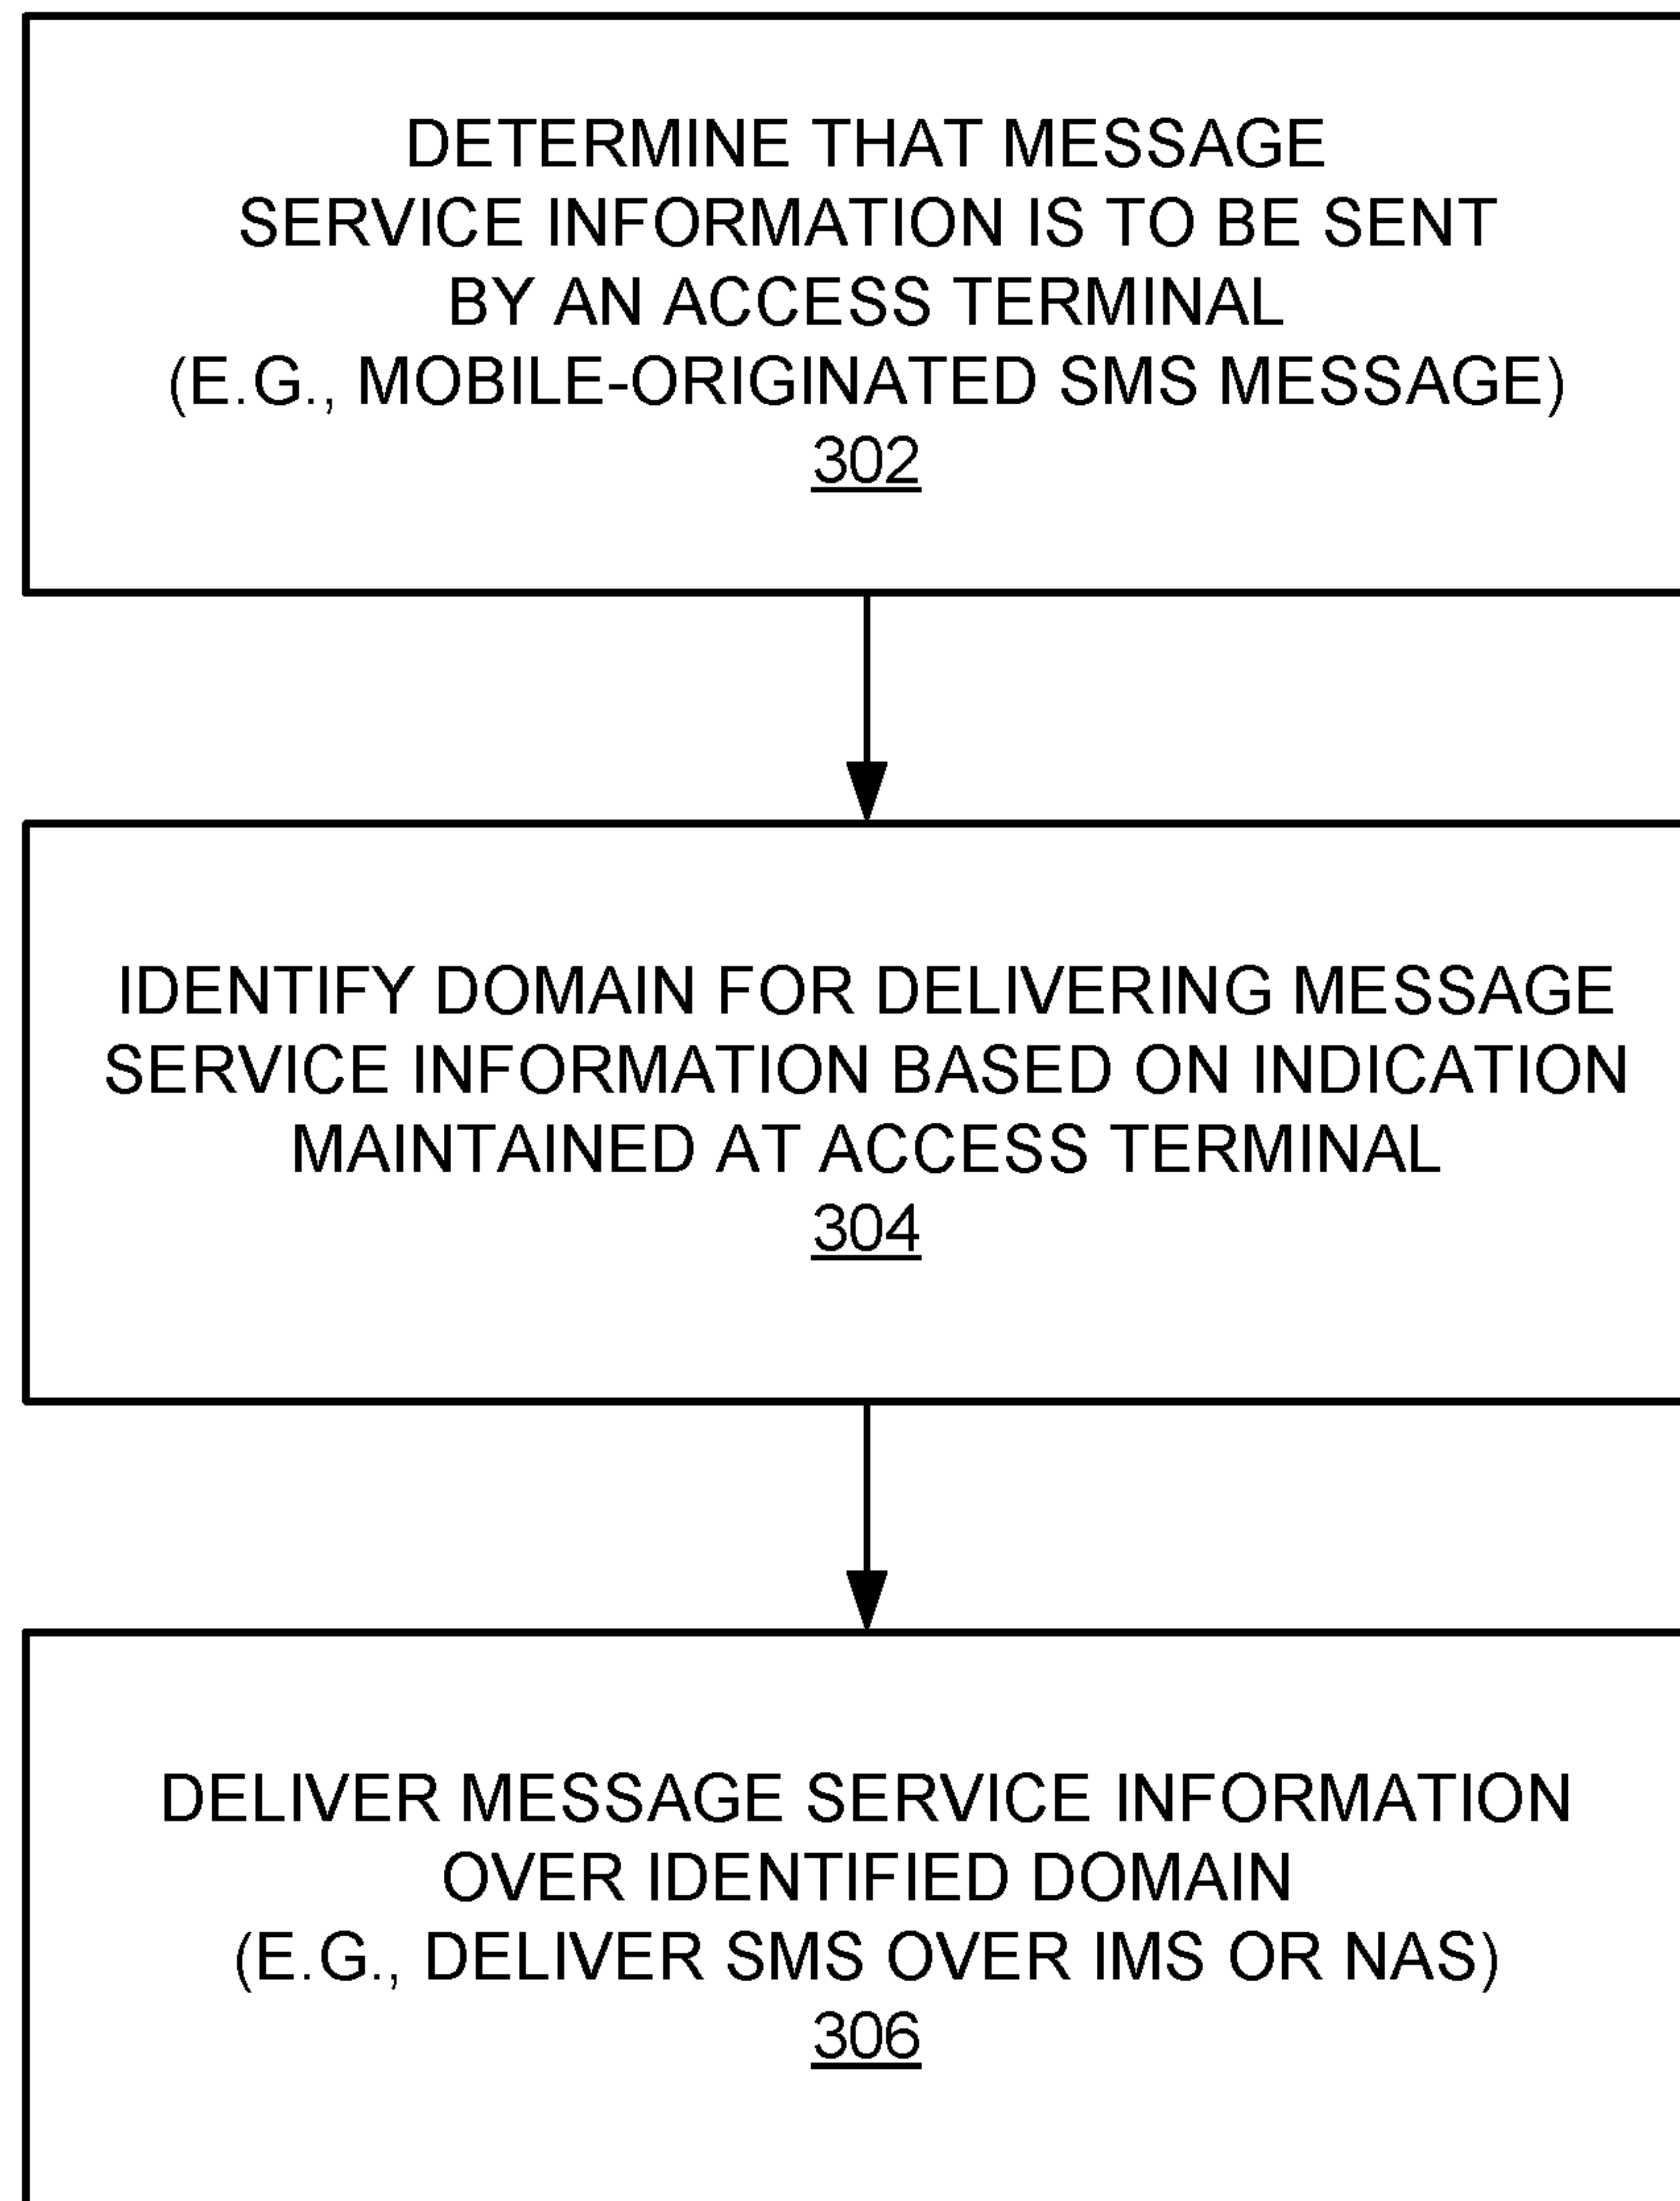 DETERMINE THAT MESSAGE
SERVICE INFORMATION IS TO BE SENT
BY AN ACCESS TERMINAL
(E.G., MOBILE-ORIGINATED SMS MESSAGE)
302
IDENTIFY DOMAIN FOR DELIVERING MESSAGE
SERVICE INFORMATION BASED ON INDICATION
MAINTAINED AT ACCESS TERMINAL
304
DELIVER MESSAGE SERVICE INFORMATION
OVER IDENTIFIED DOMAIN
(E.G., DELIVER SMS OVER IMS OR NAS)
306